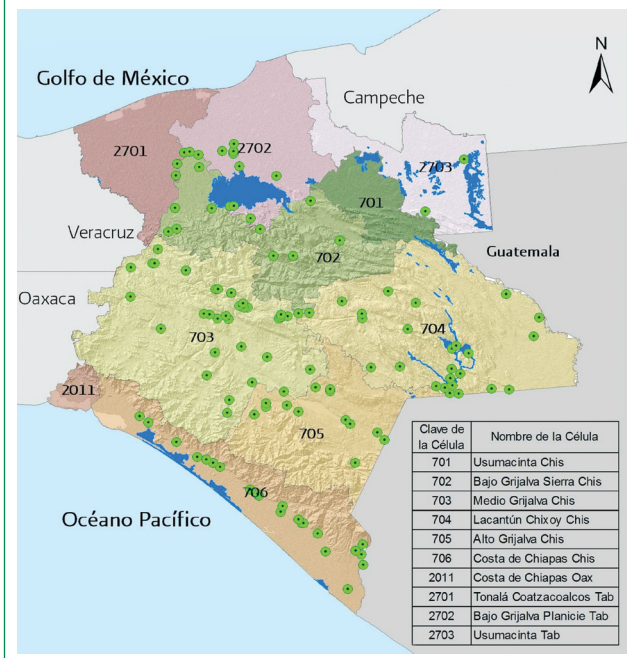 N
Golfo de México
Campeche
2701
2702
2703
701
Veracruz
702
Guatemala
Oaxaca
703
704
2011
705
706
Océano Pacífico
Clave de la Célula Nombre de la Célula
701 Usumacinta Chis
702 Bajo Grijalva Sierra Chis
703 Medio Grijalva Chis
704 Lacantún Chixoy Chis
705 Alto Grijalva Chis
706 Costa de Chiapas Chis
2011 Costa de Chiapas Oax
2701 Tonalá Coatzacoalcos Tab
2702 Bajo Grijalva Planicie Tab
2703 Usumacinta Tab